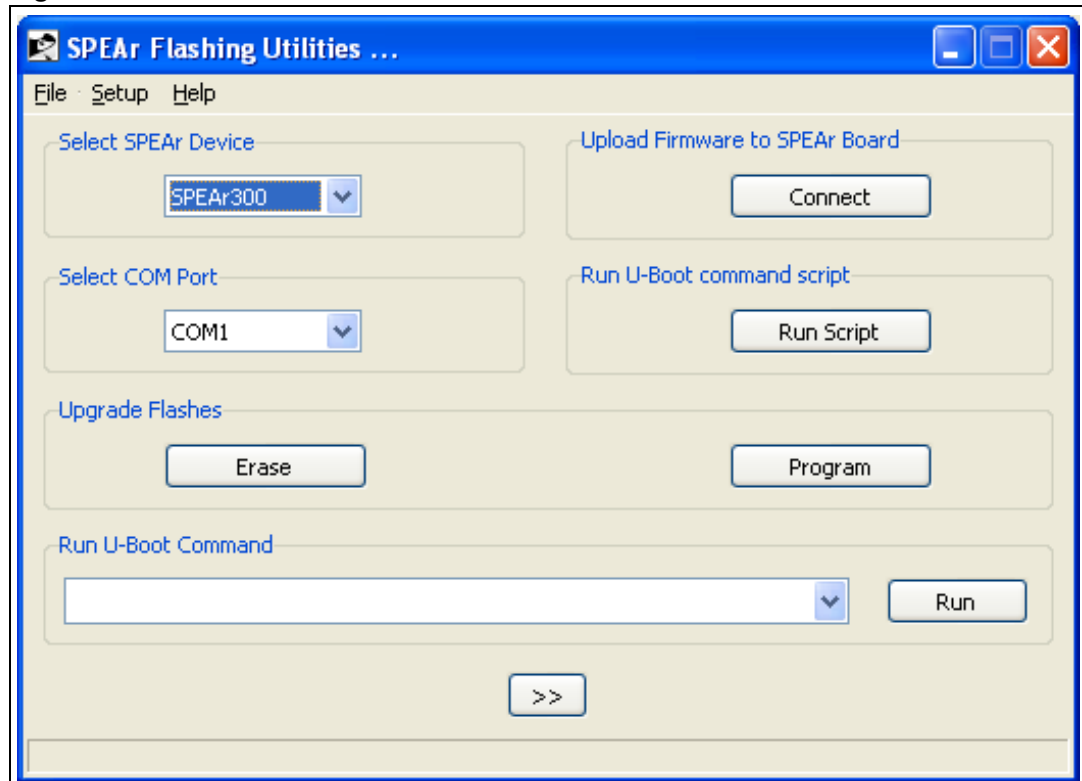 SPEAr Flashing Utilities ...
File Setup Help
Select SPEAr Device
SPEAr300
Upload Firmware to SPEAr Board
Connect
Select COM Port
COM1
Run U-Boot command script
Run Script
Upgrade Flashes
Erase
Program
Run U-Boot Command
Run
>>